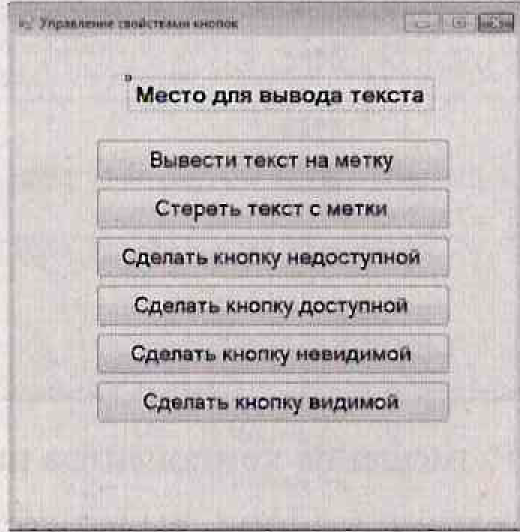 Управление свойствами кнопок
Место для вывода текста
Вывести текст на метку
Стереть текст с метки
Сделать кнопку недоступной
Сделать кнопку доступной
Сделать кнопку невидимой
Сделать кнопку видимой